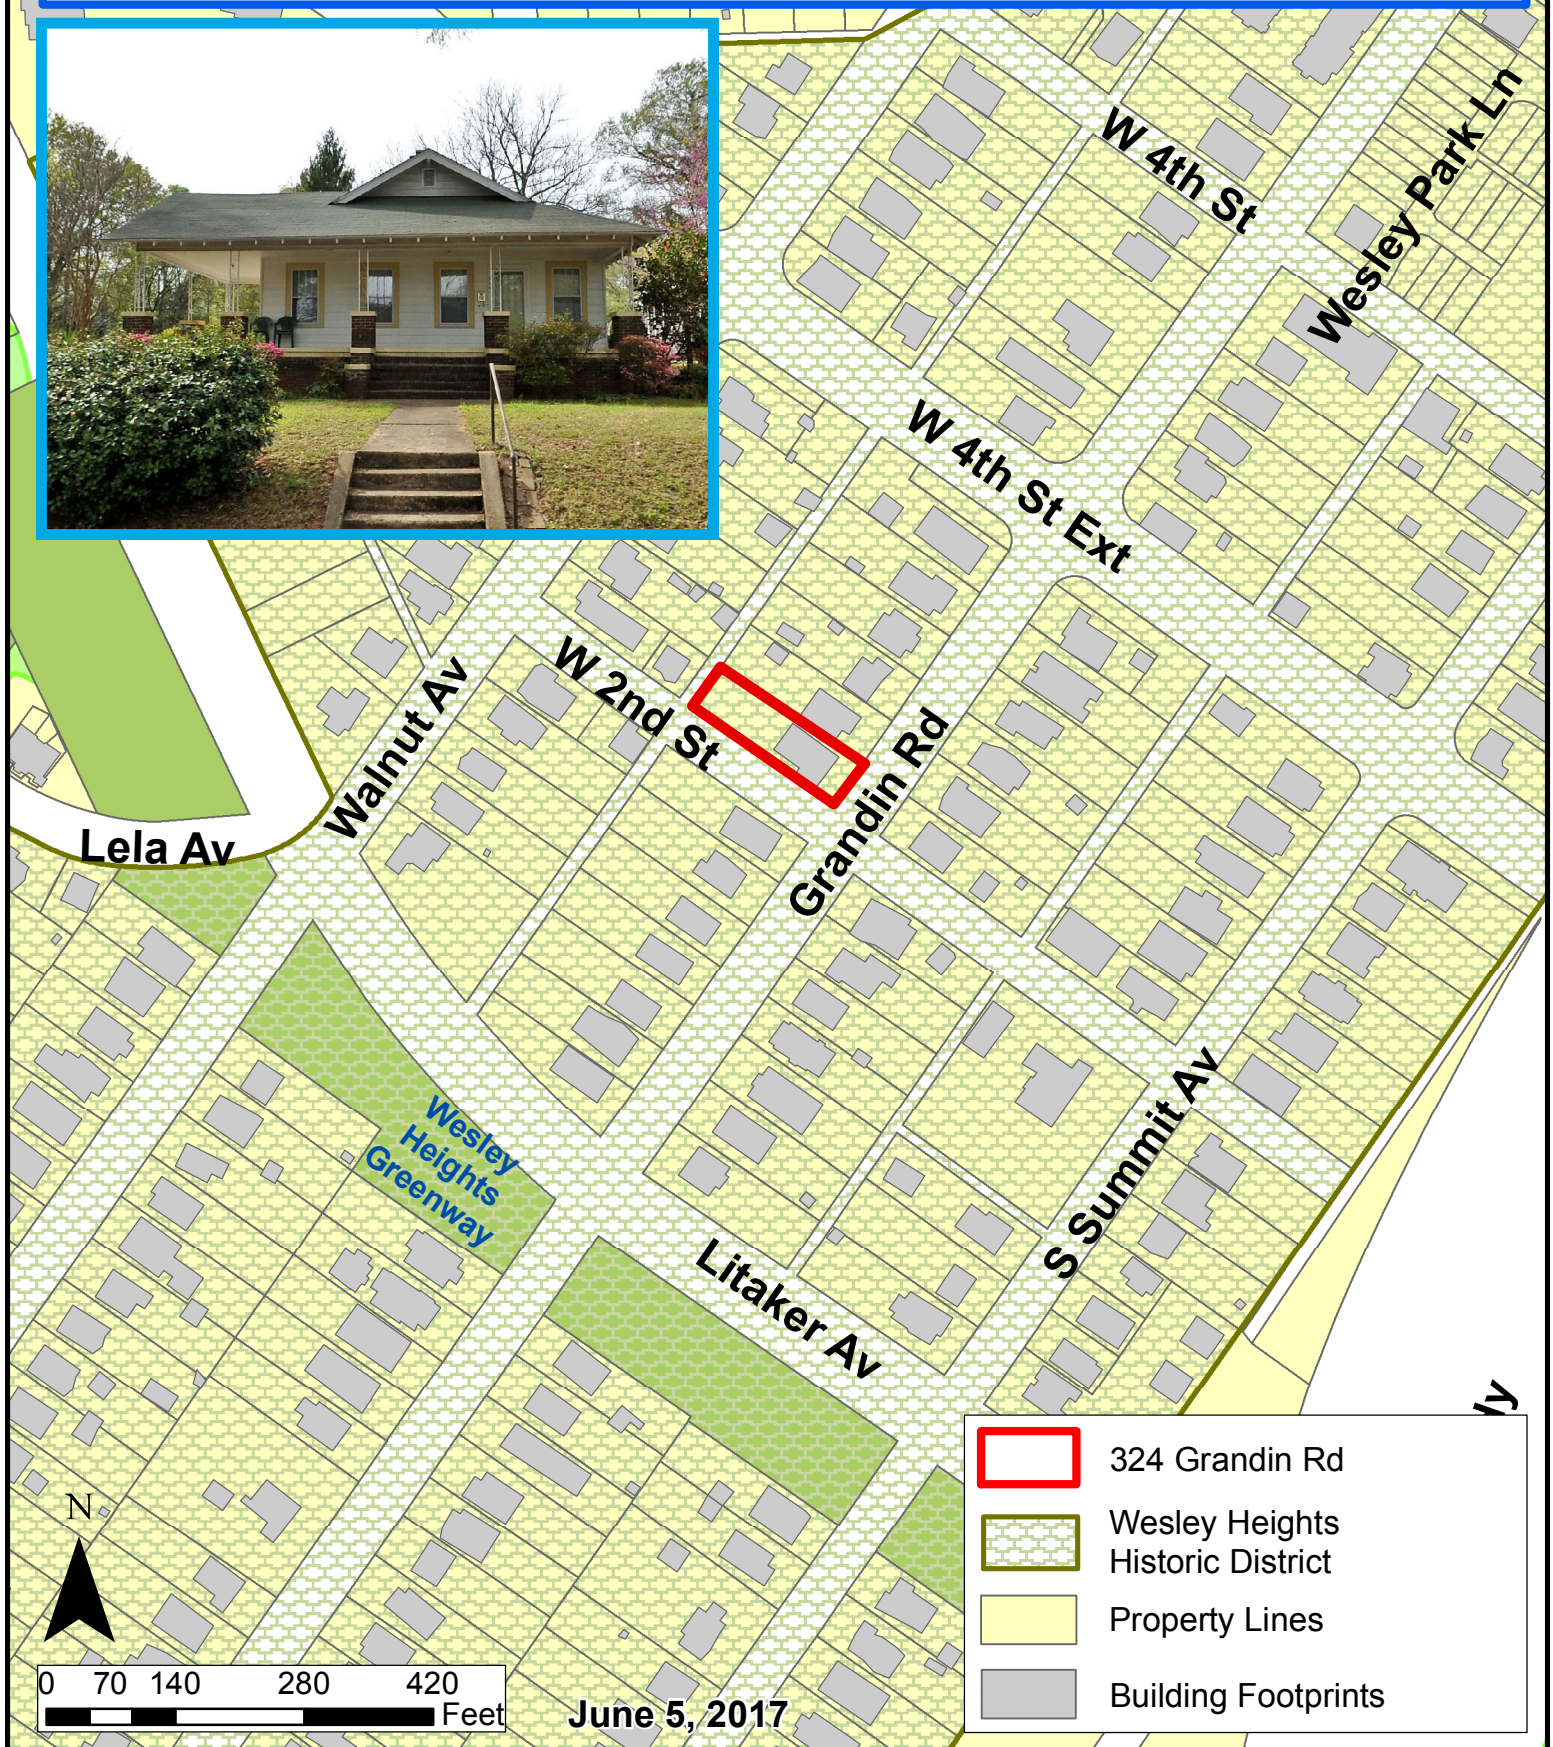 W 4th St
Wesley Park Ln
W 4th St Ext
W 2nd St
Walnut Av
Grandin Rd
Lela Av
Wesley
Heights
Greenway
S Summit Av
Litaker Av
324 Grandin Rd
Wesley Heights
Historic District
Property Lines
Building Footprints
N
0 70 140 280 420
Feet
June 5, 2017